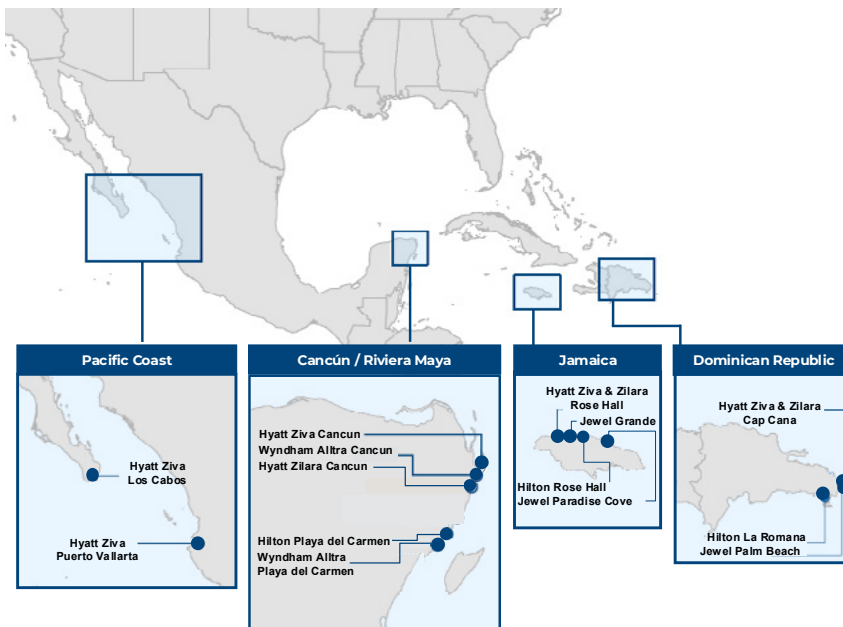 Pacific Coast
Hyatt Ziva
Los Cabos
Hyatt Ziva
Puerto Vallarta
Cancún / Riviera Maya
Hyatt Ziva Cancun
Wyndham Alltra Cancun
Hyatt Zilara Cancun
Hilton Playa del Carmen
Wyndham Alltra
Playa del Carmen
Jamaica
Hyatt Ziva & Zilara
Rose Hall
Jewel Grande
Hilton Rose Hall
Jewel Paradise Cove
Dominican Republic
Hyatt Ziva & Zilara
Cap Cana
Hilton La Romana
Jewel Palm Beach